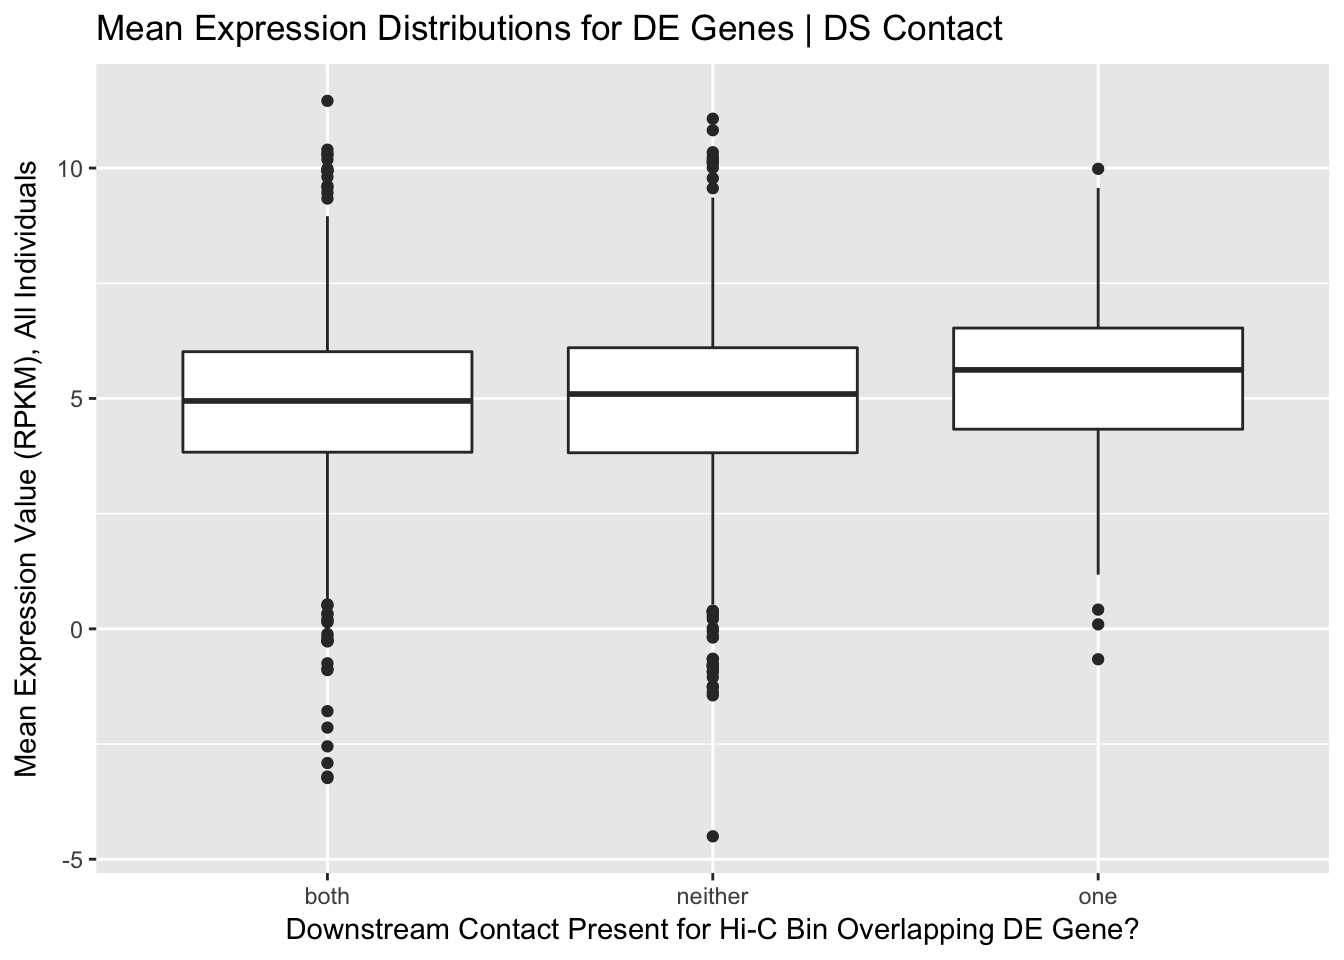 Mean Expression Distributions for DE Genes | DS Contact
Mean Expression Value (RPKM), All Individuals
10
5
0
-5
both neither one
Downstream Contact Present for Hi-C Bin Overlapping DE Gene?